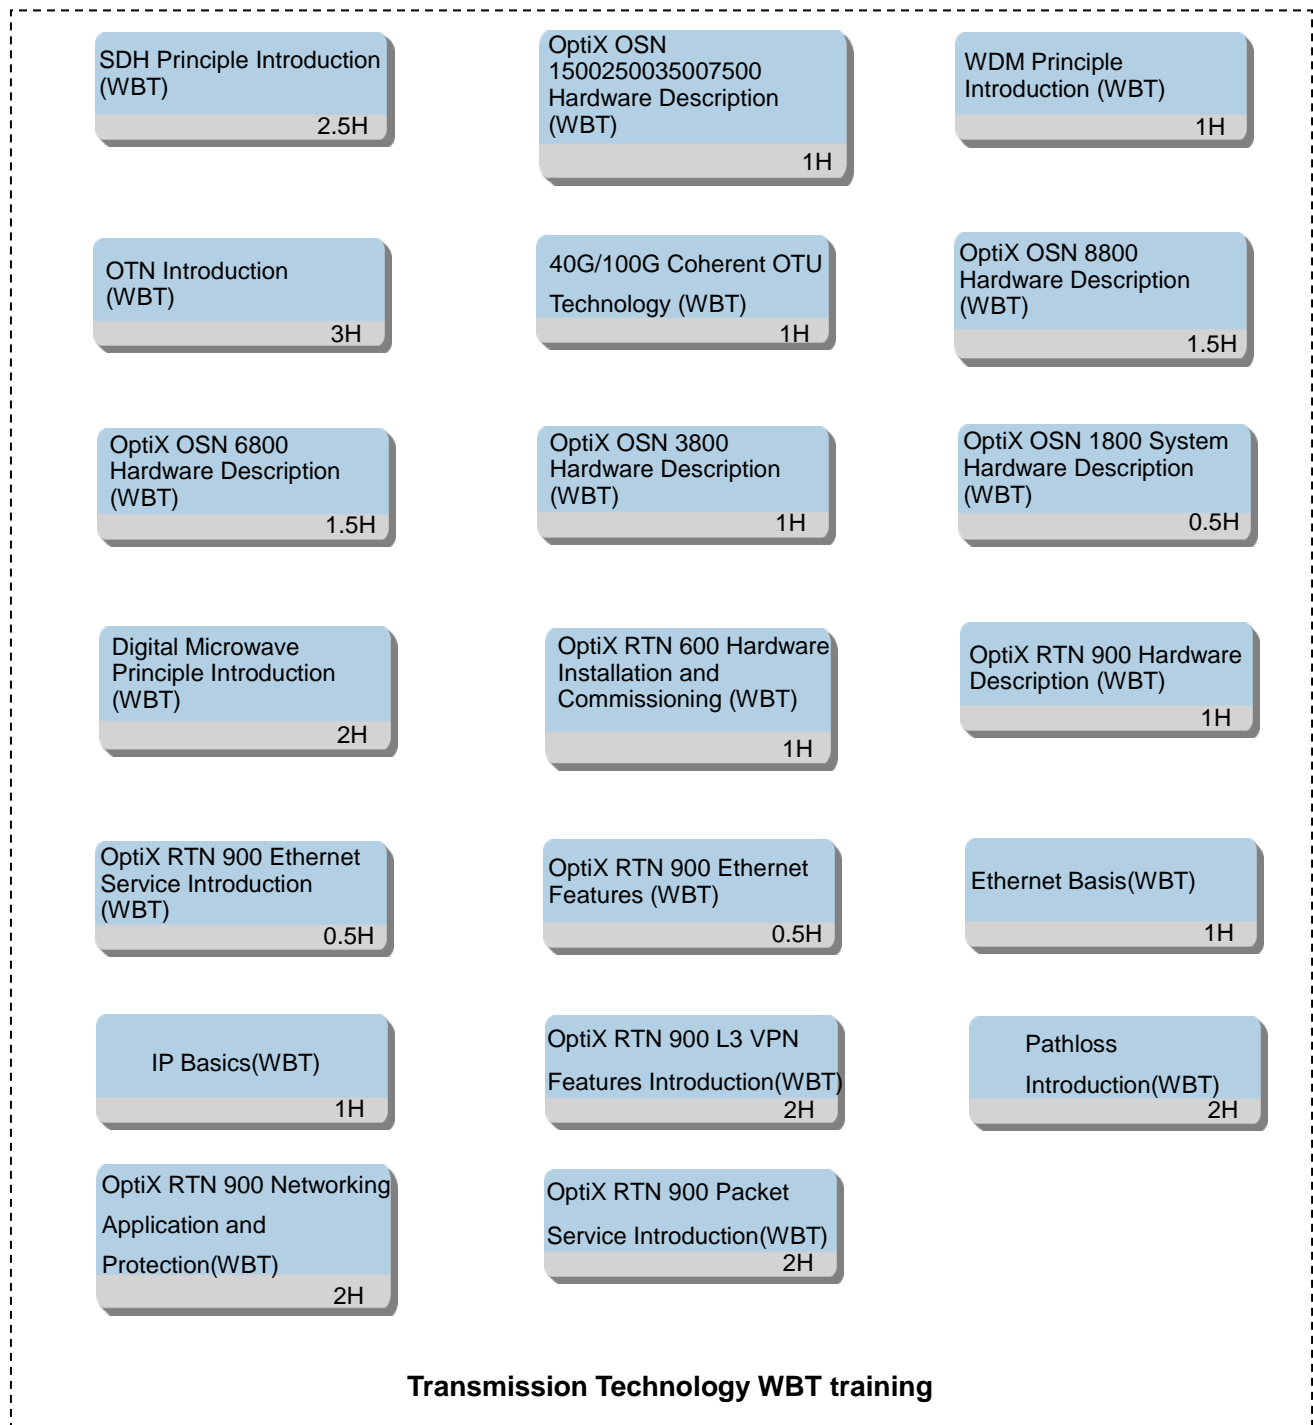 SDH Principle Introduction
(WBT)
2.5H
OptiX OSN
1500250035007500
Hardware Description
(WBT)
1H
WDM Principle
Introduction (WBT)
1H
OTN Introduction
(WBT)
3H
40G/100G Coherent OTU
Technology (WBT)
1H
OptiX OSN 8800
Hardware Description
(WBT)
1.5H
OptiX OSN 6800
Hardware Description
(WBT)
1.5H
OptiX OSN 3800
Hardware Description
(WBT)
1H
OptiX OSN 1800 System
Hardware Description
(WBT)
0.5H
Digital Microwave
Principle Introduction
(WBT)
2H
OptiX RTN 600 Hardware
Installation and
Commissioning (WBT)
1H
OptiX RTN 900 Hardware
Description (WBT)
1H
OptiX RTN 900 Ethernet
Service Introduction
(WBT)
0.5H
OptiX RTN 900 Ethernet
Features (WBT)
0.5H
Ethernet Basis(WBT)
1H
IP Basics(WBT)
1H
OptiX RTN 900 L3 VPN
Features Introduction(WBT)
2H
Pathloss
Introduction(WBT)
2H
OptiX RTN 900 Networking
Application and
Protection(WBT)
2H
OptiX RTN 900 Packet
Service Introduction(WBT)
2H
Transmission Technology WBT training